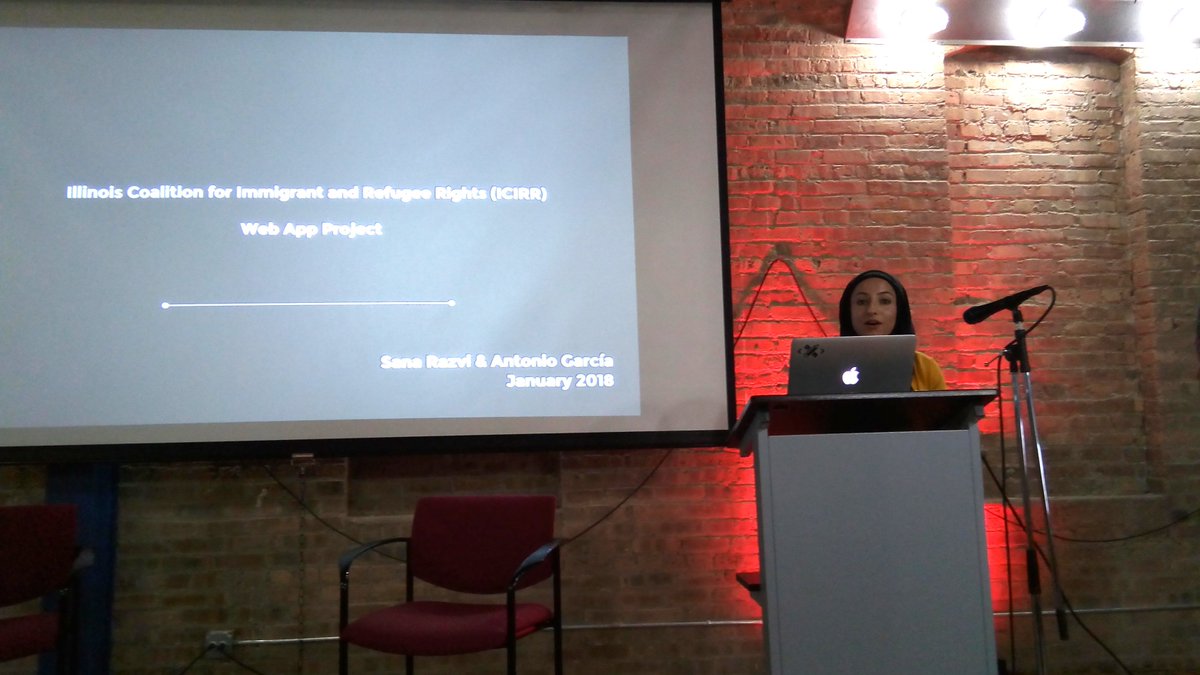 Illinois Coalition for Immigrant and Refugee Rights (ICIRR)
Web App Project
Sana Razvi & Antonio García
January 2018